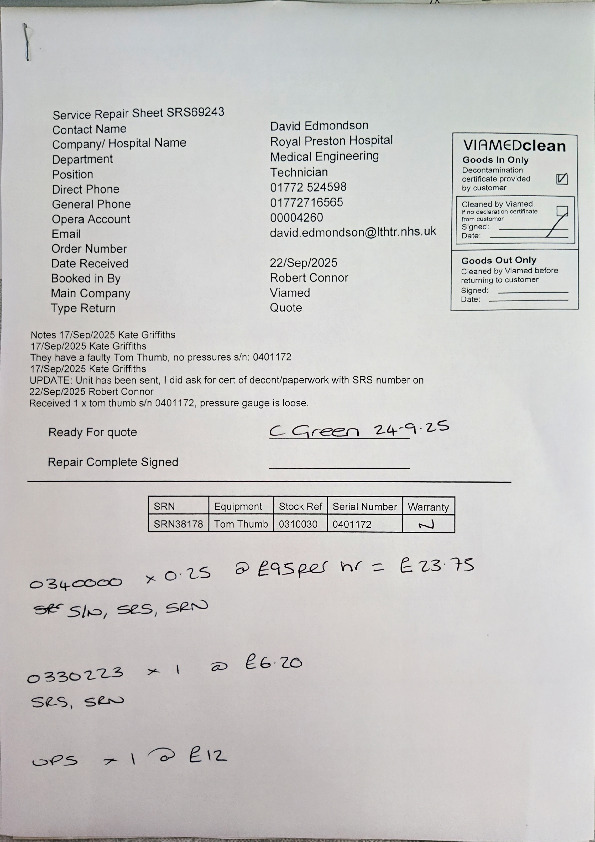 Service Repair Sheet SRS69243
Contact Name David Edmondson
Company/ Hospital Name Royal Preston Hospital
Department Medical Engineering
Position Technician
Direct Phone 01772 524598
General Phone 01772716565
Opera Account 00004260
Email david.edmondson@lthtr.nhs.uk
Order Number
Date Received 22/Sep/2025
Booked in By Robert Connor
Main Company Viamed
Type Return Quote
VIAMEDclean
Goods In Only
Decontamination
certificate provided
by customer
Cleaned by Viamed
if no declaration certificate
from customer
Signed:
Date:
Goods Out Only
Cleaned by Viamed before
returning to customer
Signed:
Date:
Notes 17/Sep/2025 Kate Griffiths
17/Sep/2025 Kate Griffiths
They have a faulty Tom Thumb, no pressures s/n: 0401172
17/Sep/2025 Kate Griffiths
UPDATE: Unit has been sent, I did ask for cert of decont/paperwork with SRS number on
22/Sep/2025 Robert Connor
Received 1 x tom thumb s/n 0401172, pressure gauge is loose.
Ready For quote C Green 24-9-25
Repair Complete Signed
SRN Equipment Stock Ref Serial Number Warranty
SRN38178 Tom Thumb 0310030 0401172 N
0340000 x 0.25 @ £95 per hr = £23.75
S/N, SRS, SRN
0330223 x 1 @ £6.20
SRS, SRN
UPS x 1 @ £12